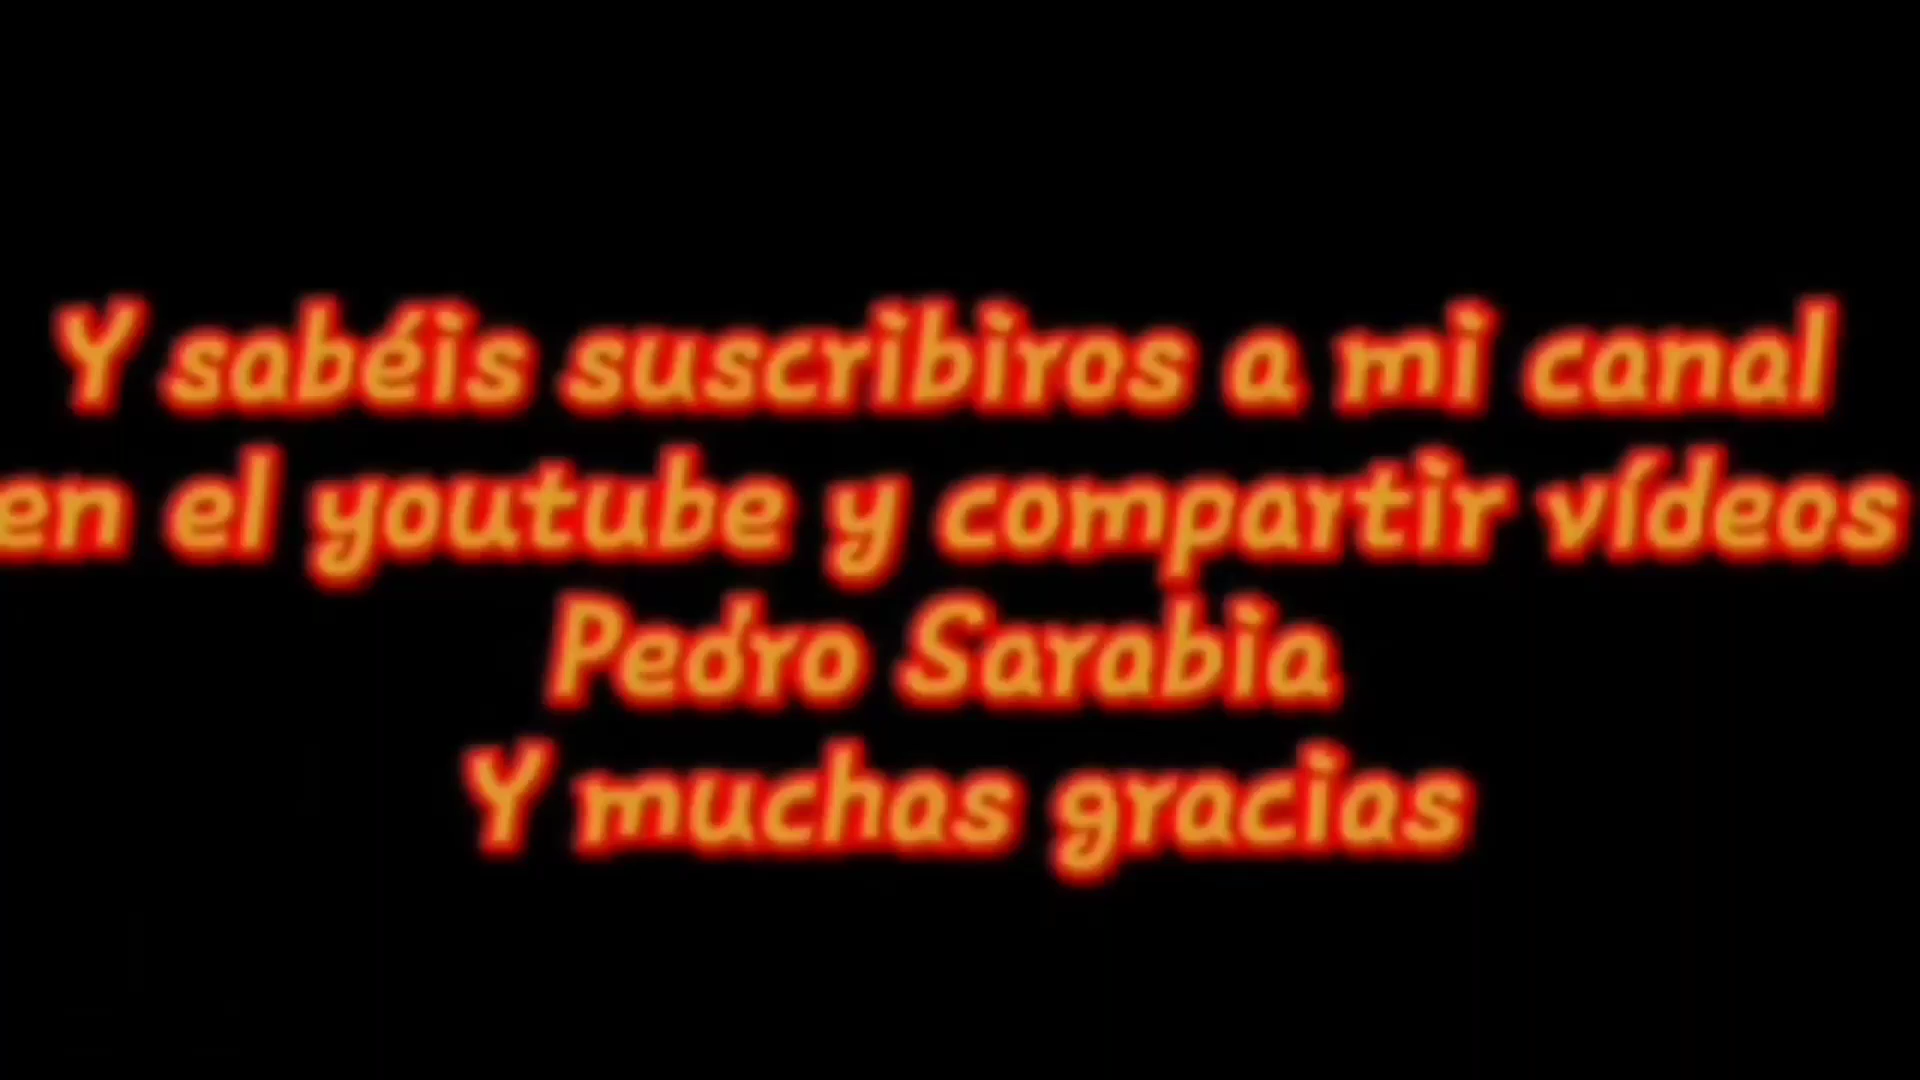 Y sabéis suscribiros a mi canal
en el youtube y compartir vídeos
Pedro Sarabia
Y muchas gracias